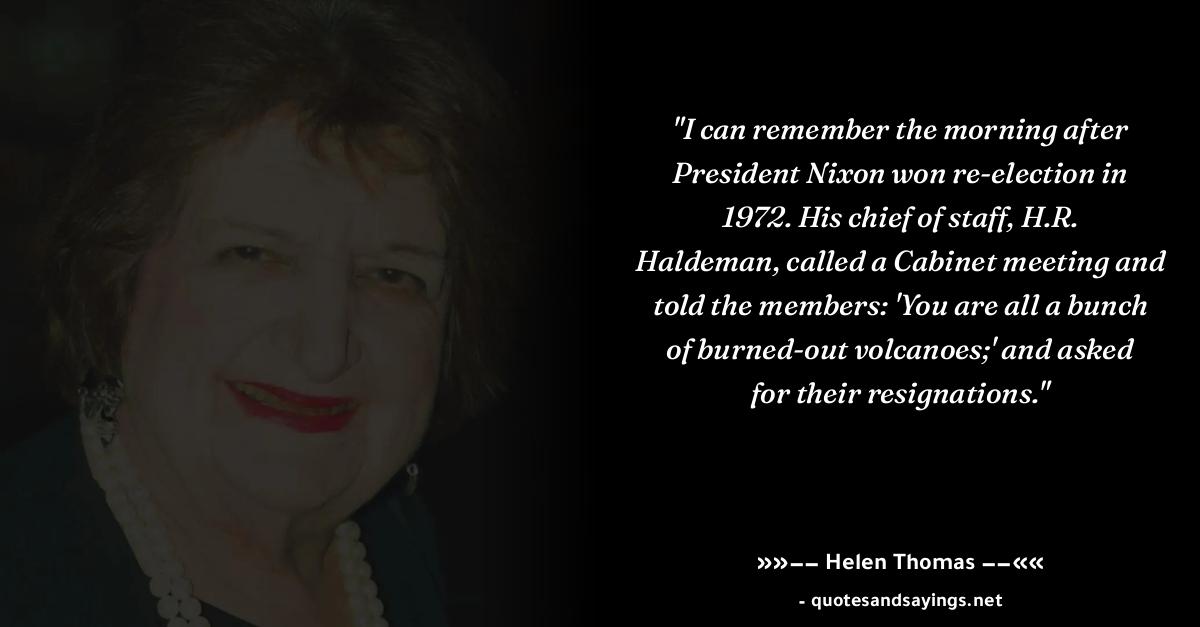 "I can remember the morning after
President Nixon won re-election in
1972. His chief of staff, H.R.
Haldeman, called a Cabinet meeting and
told the members: 'You are all a bunch
of burned-out volcanoes;' and asked
for their resignations."
»»−− Helen Thomas −−««
- quotesandsayings.net